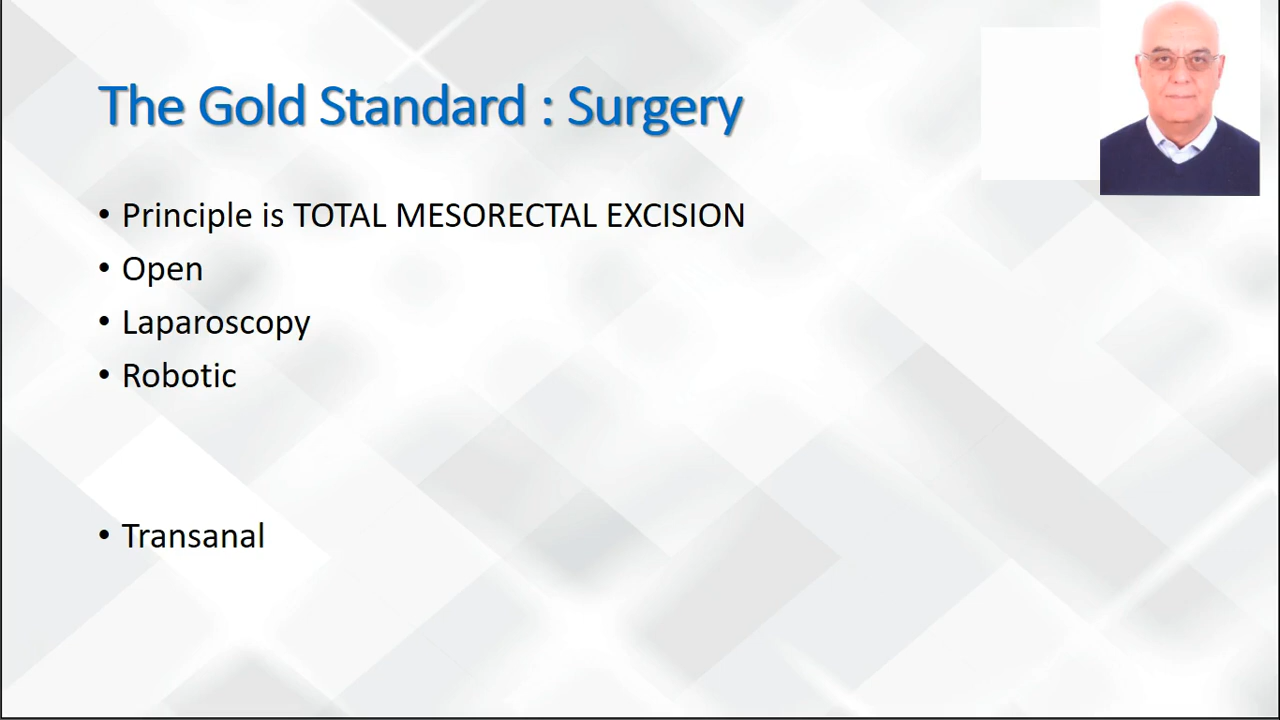 The Gold Standard : Surgery
• Principle is TOTAL MESORECTAL EXCISION
• Open
• Laparoscopy
• Robotic
• Transanal